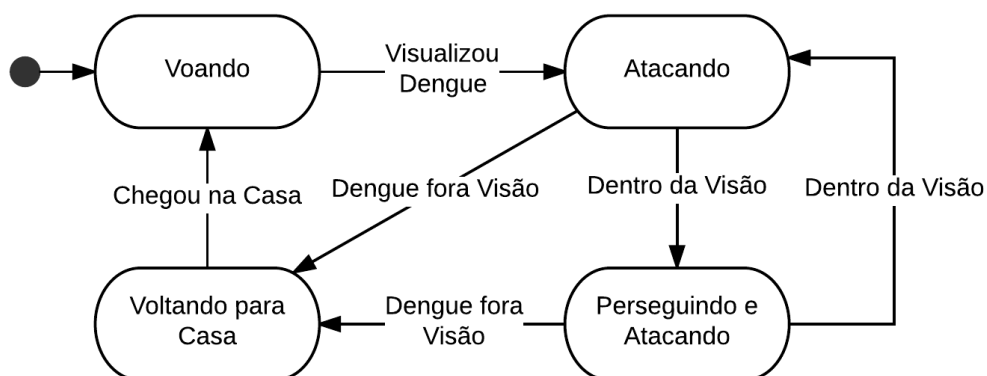 Voando
Visualizou
Dengue
Atacando
Chegou na Casa
Dengue fora Visão
Dentro da Visão
Dentro da Visão
Voltando para
Casa
Dengue fora
Visão
Perseguindo e
Atacando